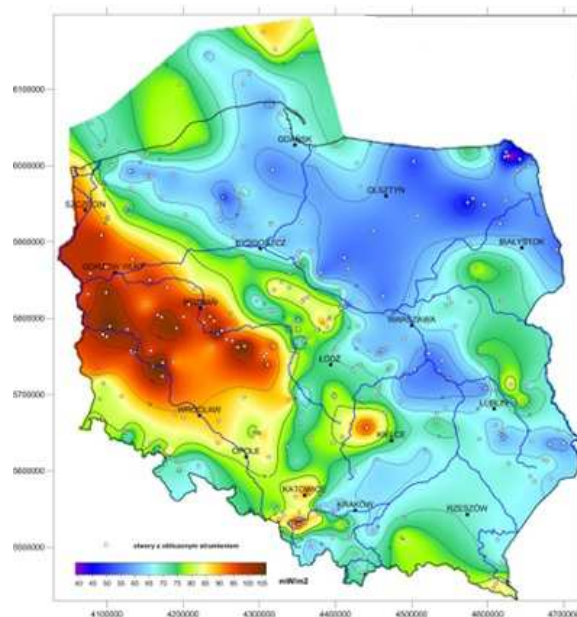 6100000
6000000
5900000
5800000
5700000
5600000
5500000
GDAŃSK
OLSZTYN
SZCZECIN
BIAŁYSTOK
BYDGOSZCZ
POZNAŃ
WARSZAWA
ŁÓDŹ
LUBLIN
WROCŁAW
KIELCE
OPOLE
KATOWICE
KRAKÓW
RZESZÓW
otwory z obliczonym strumieniem
40 45 50 55 60 65 70 75 80 85 90 95 100 105 mW/m2
4100000 4200000 4300000 4400000 4500000 4600000 4700000